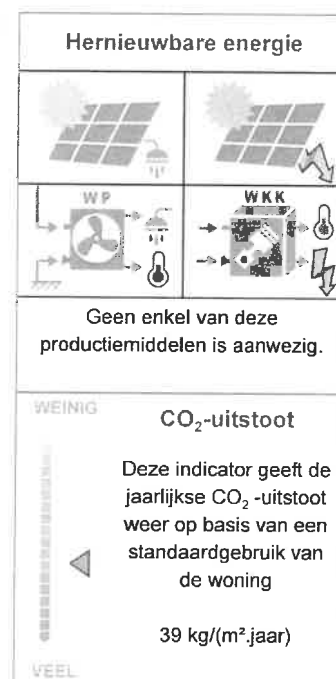 Hernieuwbare energie
WP
WKK
Geen enkel van deze
productiemiddelen is aanwezig.
WEINIG
CO₂-uitstoot
Deze indicator geeft de
jaarlijkse CO₂ -uitstoot
weer op basis van een
standaardgebruik van
de woning
39 kg/(m².jaar)
VEEL